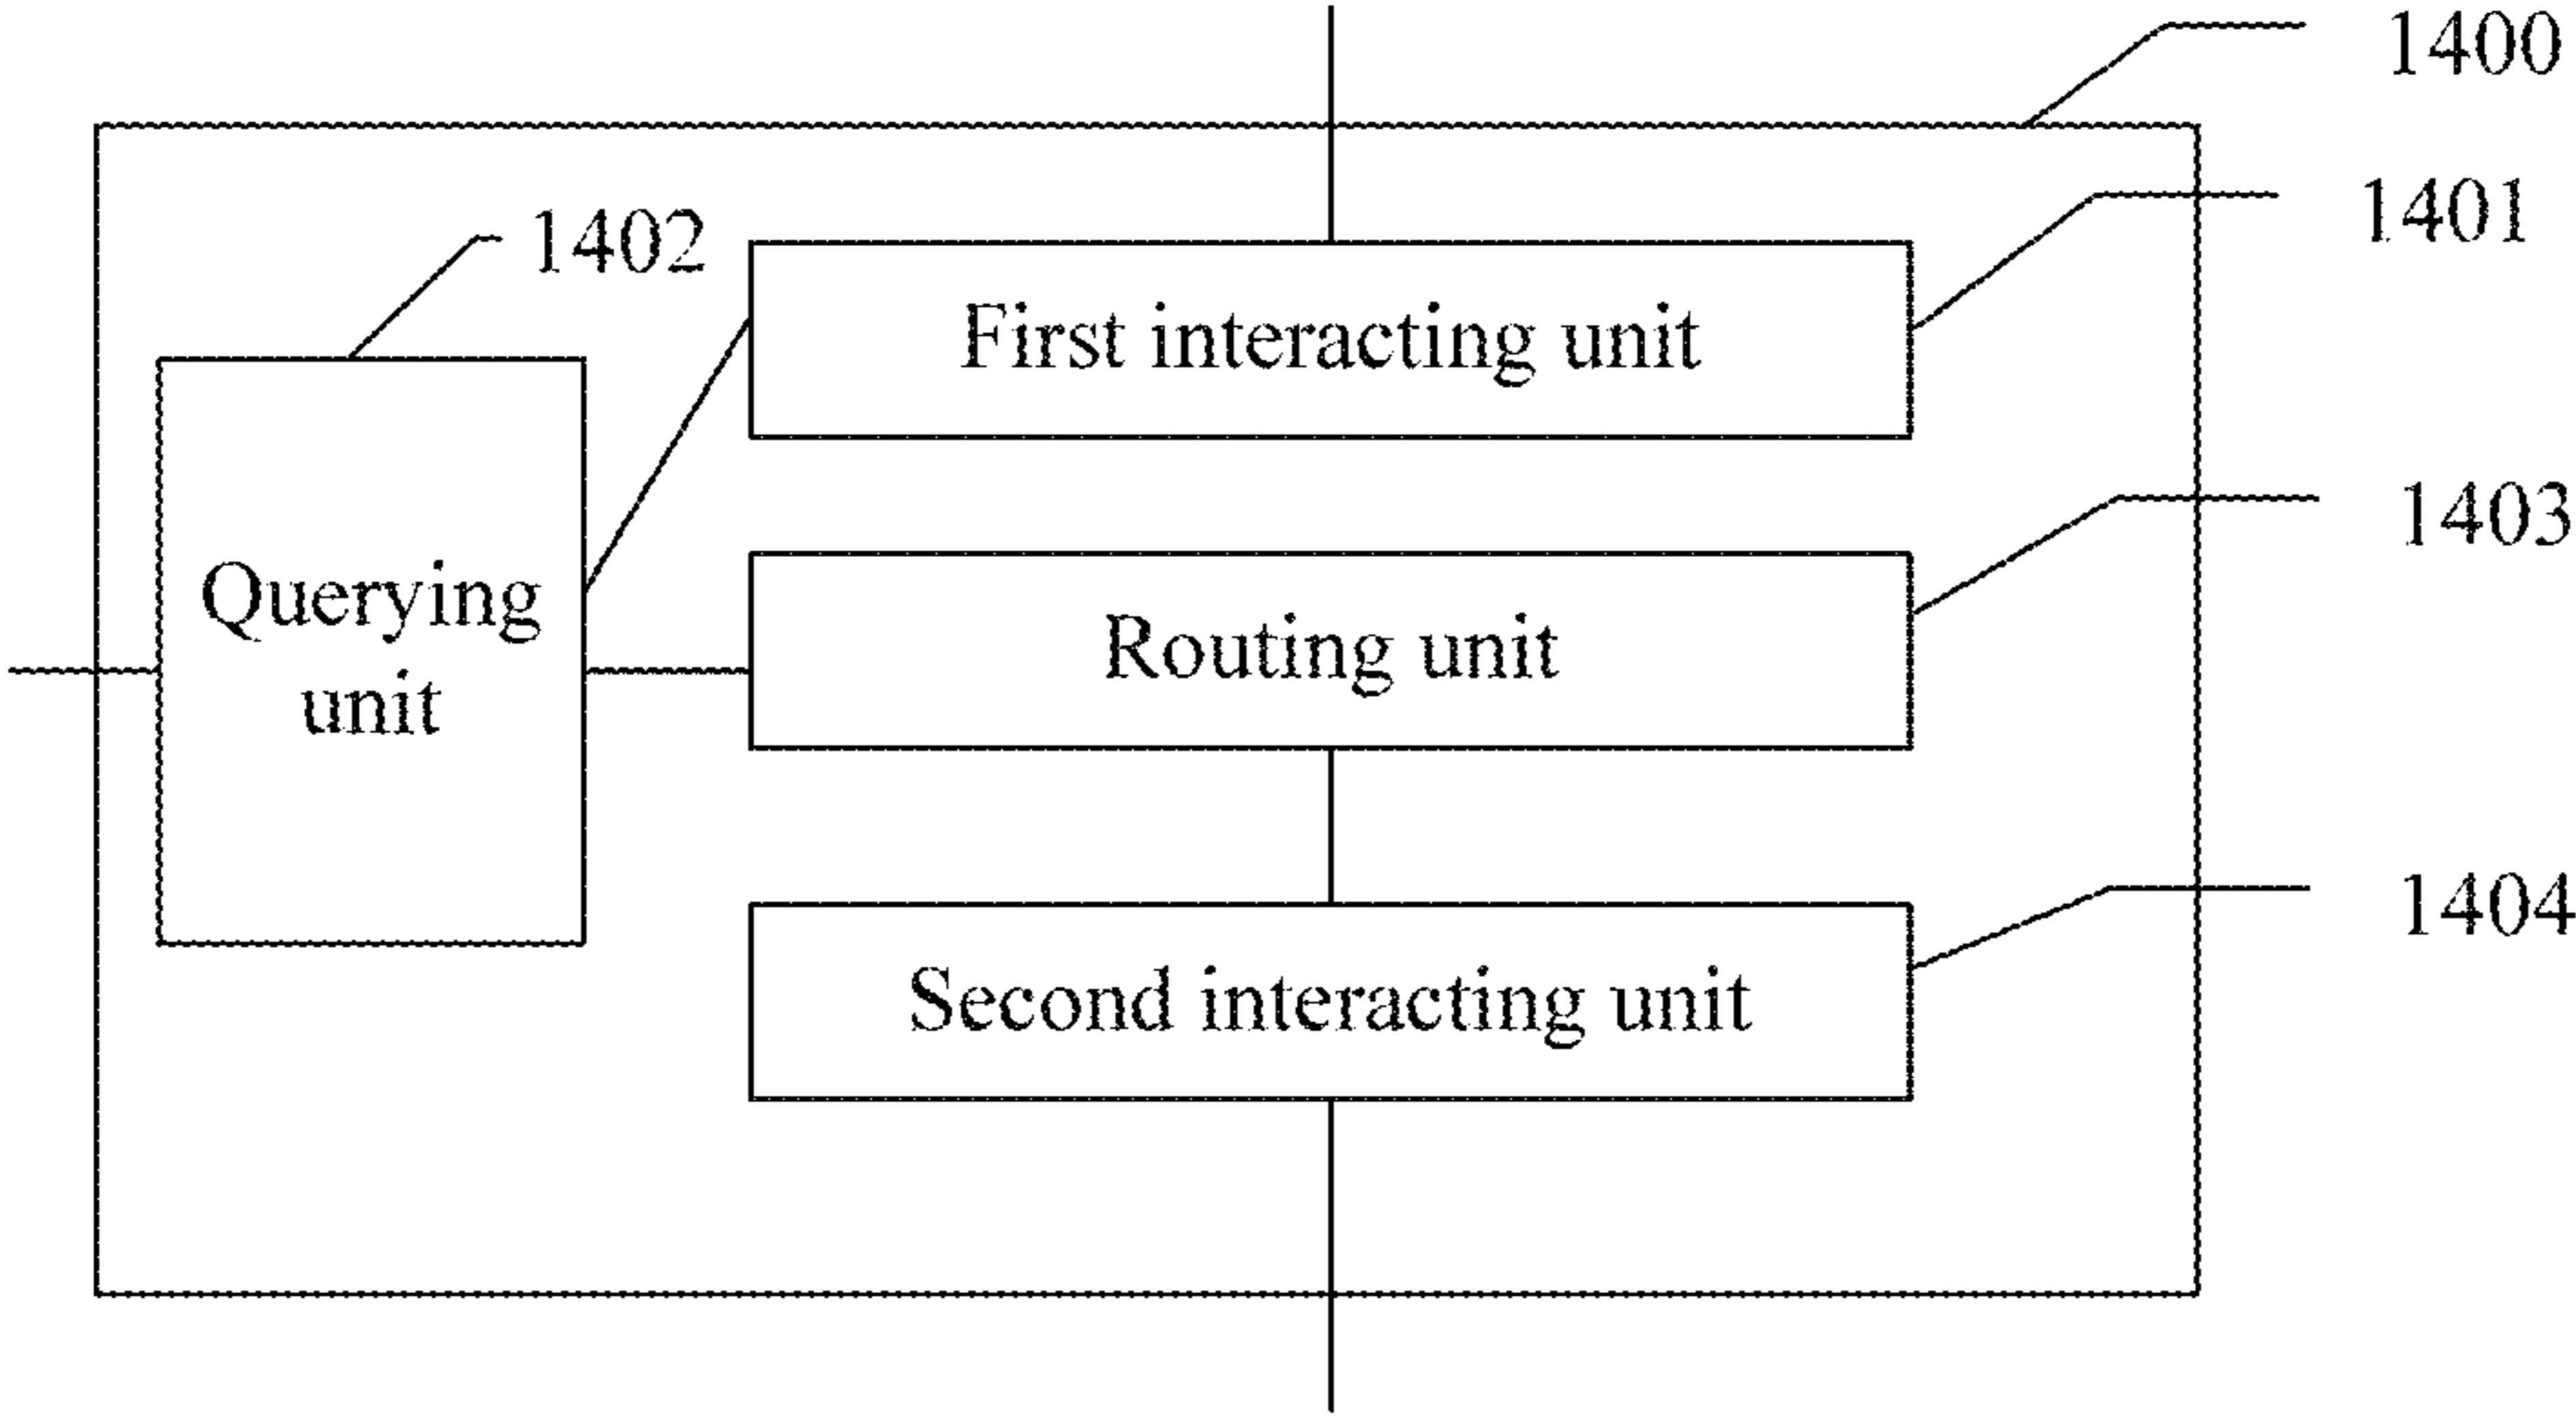 1400
1401
1402
First interacting unit
1403
Querying
unit
Routing unit
1404
Second interacting unit